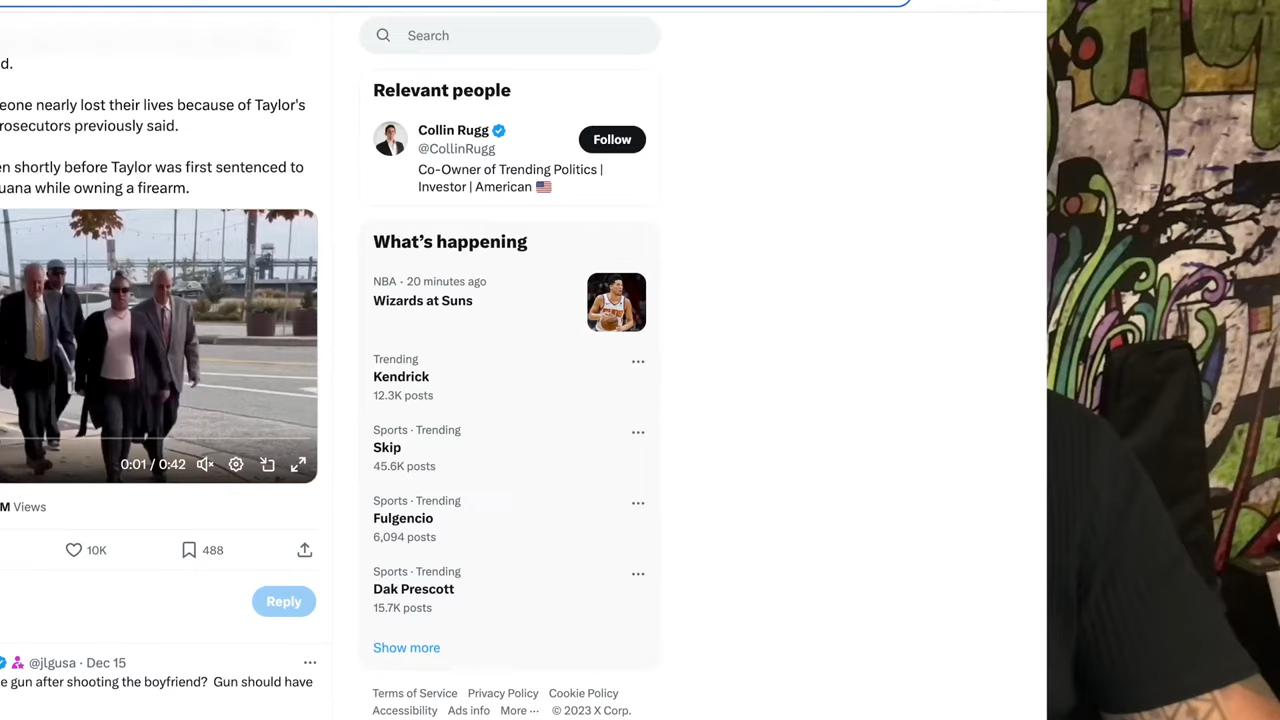 d.
eone nearly lost their lives because of Taylor's
rosecutors previously said.
en shortly before Taylor was first sentenced to
uana while owning a firearm.
0:01 / 0:42
M Views
10K
488
Reply
@jlgusa · Dec 15
e gun after shooting the boyfriend? Gun should have
Search
Relevant people
Collin Rugg
@CollinRugg
Follow
Co-Owner of Trending Politics |
Investor | American 🇺🇸
What's happening
NBA · 20 minutes ago
Wizards at Suns
Trending
Kendrick
12.3K posts
Sports · Trending
Skip
45.6K posts
Sports · Trending
Fulgencio
6,094 posts
Sports · Trending
Dak Prescott
15.7K posts
Show more
Terms of Service Privacy Policy Cookie Policy
Accessibility Ads info More ··· © 2023 X Corp.